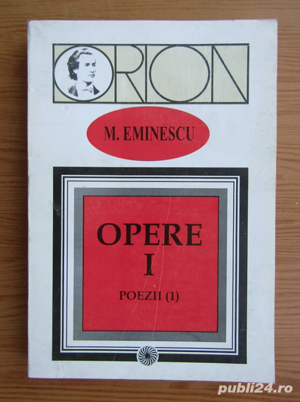 ORION
M. EMINESCU
OPERE
I
POEZII (1)
publi24.ro